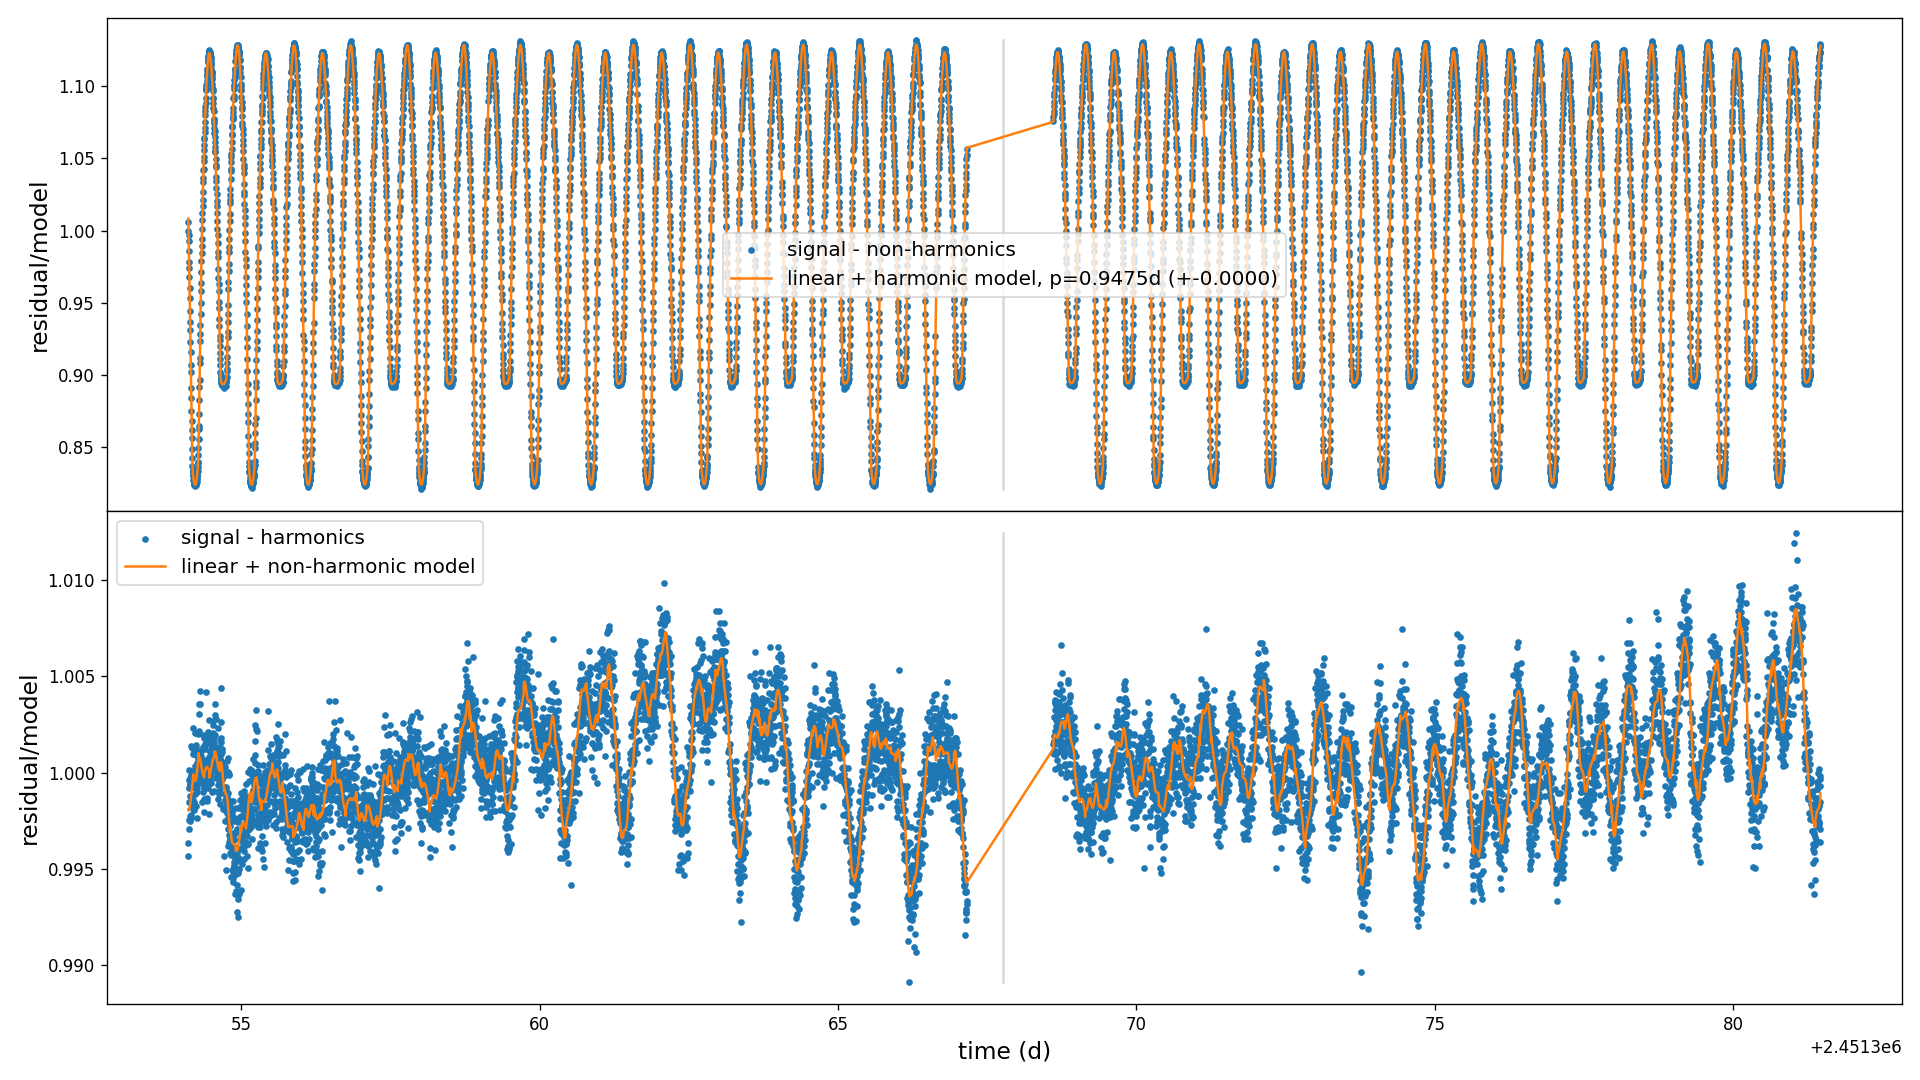 residual/model
1.10
1.05
1.00
0.95
0.90
0.85
signal - non-harmonics
linear + harmonic model, p=0.9475d (+-0.0000)
residual/model
1.010
1.005
1.000
0.995
0.990
signal - harmonics
linear + non-harmonic model
55 60 65 70 75 80
time (d)
+2.4513e6